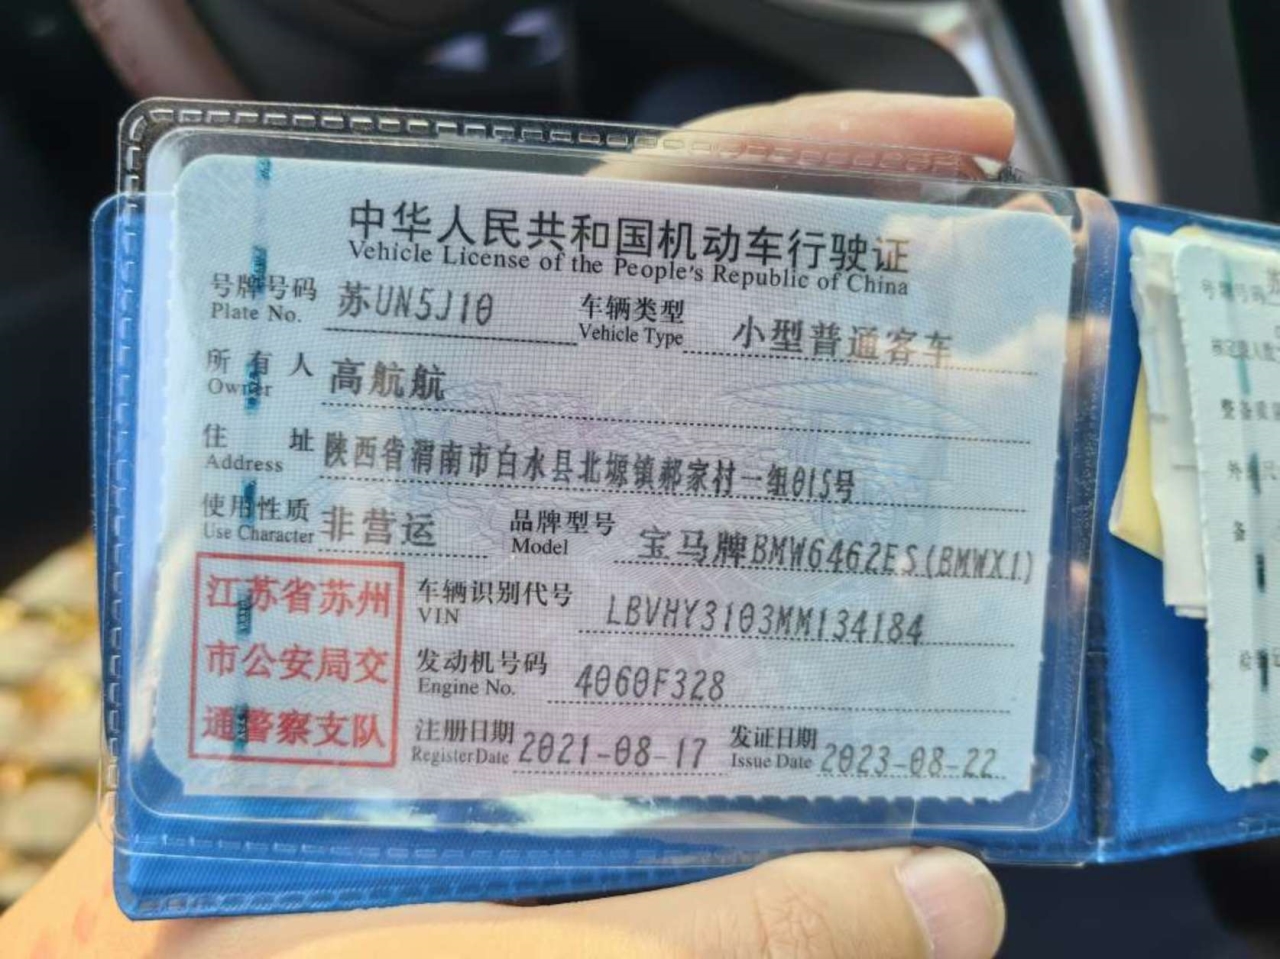 中华人民共和国机动车行驶证
Vehicle License of the People's Republic of China
号牌号码 苏UN5J10 车辆类型 小型普通客车
Plate No. Vehicle Type
所有人 高航航
Owner
住址 陕西省渭南市白水县北塬镇郝家村一组015号
Address
使用性质 非营运 品牌型号 宝马牌BMW6462ES(BMWX1)
Use Character Model
江苏省苏州
市公安局交
通警察支队
车辆识别代号 LBVHY3103MM134184
VIN
发动机号码 4060F328
Engine No.
注册日期 2021-08-17 发证日期 2023-08-22
Register Date Issue Date